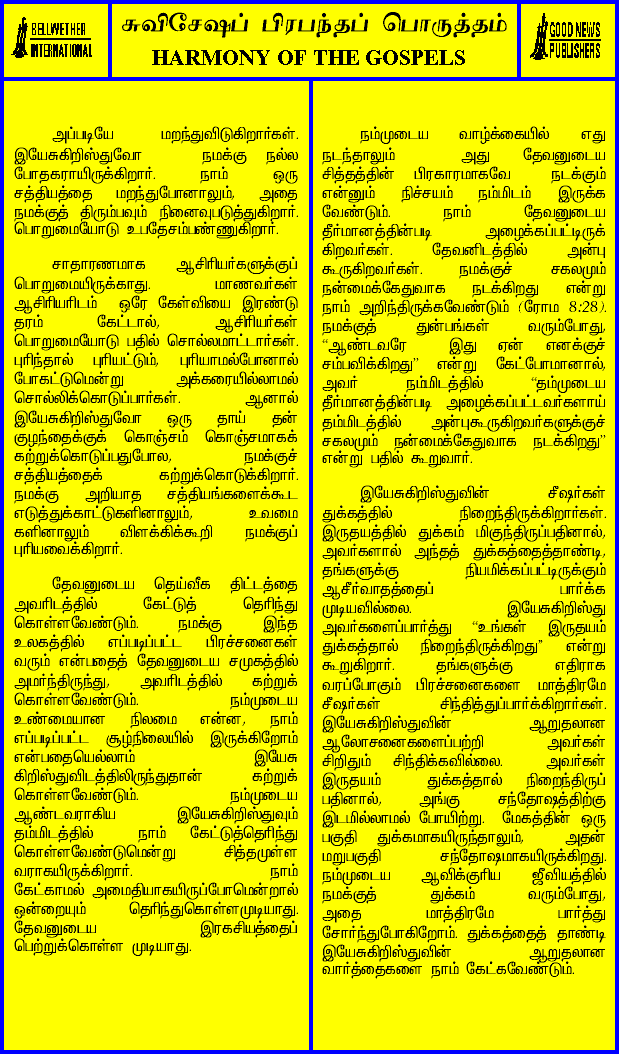 BELLWETHER
INTERNATIONAL
சுவிசேஷப் பிரபந்தப் பொருத்தம்
HARMONY OF THE GOSPELS
GOOD NEWS
PUBLISHERS
அப்படியே மறந்துவிடுகிறார்கள்.
இயேசுகிறிஸ்துவோ நமக்கு நல்ல
போதகராயிருக்கிறார். நாம் ஒரு
சத்தியத்தை மறந்துபோனாலும், அதை
நமக்குத் திரும்பவும் நினைவுபடுத்துகிறார்.
பொறுமையோடு உபதேசம்பண்ணுகிறார்.
சாதாரணமாக ஆசிரியர்களுக்குப்
பொறுமையிருக்காது. மாணவர்கள்
ஆசிரியரிடம் ஒரே கேள்வியை இரண்டு
தரம் கேட்டால், ஆசிரியர்கள்
பொறுமையோடு பதில் சொல்லமாட்டார்கள்.
புரிந்தால் புரியட்டும், புரியாமல்போனால்
போகட்டுமென்று அக்கரையில்லாமல்
சொல்லிக்கொடுப்பார்கள். ஆனால்
இயேசுகிறிஸ்துவோ ஒரு தாய் தன்
குழந்தைக்குக் கொஞ்சம் கொஞ்சமாகக்
கற்றுக்கொடுப்பதுபோல, நமக்குச்
சத்தியத்தைக் கற்றுக்கொடுக்கிறார்.
நமக்கு அறியாத சத்தியங்களைக்கூட
எடுத்துக்காட்டுகளினாலும், உவமை
களினாலும் விளக்கிக்கூறி நமக்குப்
புரியவைக்கிறார்.
தேவனுடைய தெய்வீக திட்டத்தை
அவரிடத்தில் கேட்டுத் தெரிந்து
கொள்ளவேண்டும். நமக்கு இந்த
உலகத்தில் எப்படிப்பட்ட பிரச்சனைகள்
வரும் என்பதைத் தேவனுடைய சமுகத்தில்
அமர்ந்திருந்து, அவரிடத்தில் கற்றுக்
கொள்ளவேண்டும். நம்முடைய
உண்மையான நிலமை என்ன, நாம்
எப்படிப்பட்ட சூழ்நிலையில் இருக்கிறோம்
என்பதையெல்லாம் இயேசு
கிறிஸ்துவிடத்திலிருந்துதான் கற்றுக்
கொள்ளவேண்டும். நம்முடைய
ஆண்டவராகிய இயேசுகிறிஸ்துவும்
தம்மிடத்தில் நாம் கேட்டுத்தெரிந்து
கொள்ளவேண்டுமென்று சித்தமுள்ள
வராகயிருக்கிறார். நாம்
கேட்காமல் அமைதியாகயிருப்போமென்றால்
ஒன்றையும் தெரிந்துகொள்ளமுடியாது.
தேவனுடைய இரகசியத்தைப்
பெற்றுக்கொள்ள முடியாது.
நம்முடைய வாழ்க்கையில் எது
நடந்தாலும் அது தேவனுடைய
சித்தத்தின் பிரகாரமாகவே நடக்கும்
என்னும் நிச்சயம் நம்மிடம் இருக்க
வேண்டும். நாம் தேவனுடைய
தீர்மானத்தின்படி அழைக்கப்பட்டிருக்
கிறவர்கள். தேவனிடத்தில் அன்பு
கூருகிறவர்கள். நமக்குச் சகலமும்
நன்மைக்கேதுவாக நடக்கிறது என்று
நாம் அறிந்திருக்கவேண்டும் (ரோம 8:28).
நமக்குத் துன்பங்கள் வரும்போது,
"ஆண்டவரே இது ஏன் எனக்குச்
சம்பவிக்கிறது" என்று கேட்போமானால்,
அவர் நம்மிடத்தில் "தம்முடைய
தீர்மானத்தின்படி அழைக்கப்பட்டவர்களாய்
தம்மிடத்தில் அன்புகூருகிறவர்களுக்குச்
சகலமும் நன்மைக்கேதுவாக நடக்கிறது"
என்று பதில் கூறுவார்.
இயேசுகிறிஸ்துவின் சீஷர்கள்
துக்கத்தில் நிறைந்திருக்கிறார்கள்.
இருதயத்தில் துக்கம் மிகுந்திருப்பதினால்,
அவர்களால் அந்தத் துக்கத்தைத்தாண்டி,
தங்களுக்கு நியமிக்கப்பட்டிருக்கும்
ஆசீர்வாதத்தைப் பார்க்க
முடியவில்லை. இயேசுகிறிஸ்து
அவர்களைப்பார்த்து "உங்கள் இருதயம்
துக்கத்தால் நிறைந்திருக்கிறது" என்று
கூறுகிறார். தங்களுக்கு எதிராக
வரப்போகும் பிரச்சனைகளை மாத்திரமே
சீஷர்கள் சிந்தித்துப்பார்க்கிறார்கள்.
இயேசுகிறிஸ்துவின் ஆறுதலான
ஆலோசனைகளைப்பற்றி அவர்கள்
சிறிதும் சிந்திக்கவில்லை. அவர்கள்
இருதயம் துக்கத்தால் நிறைந்திருப்
பதினால், அங்கு சந்தோஷத்திற்கு
இடமில்லாமல் போயிற்று. மேகத்தின் ஒரு
பகுதி துக்கமாகயிருந்தாலும், அதன்
மறுபகுதி சந்தோஷமாகயிருக்கிறது.
நம்முடைய ஆவிக்குரிய ஜீவியத்தில்
நமக்குத் துக்கம் வரும்போது,
அதை மாத்திரமே பார்த்து
சோர்ந்துபோகிறோம். துக்கத்தைத் தாண்டி
இயேசுகிறிஸ்துவின் ஆறுதலான
வார்த்தைகளை நாம் கேட்கவேண்டும்.